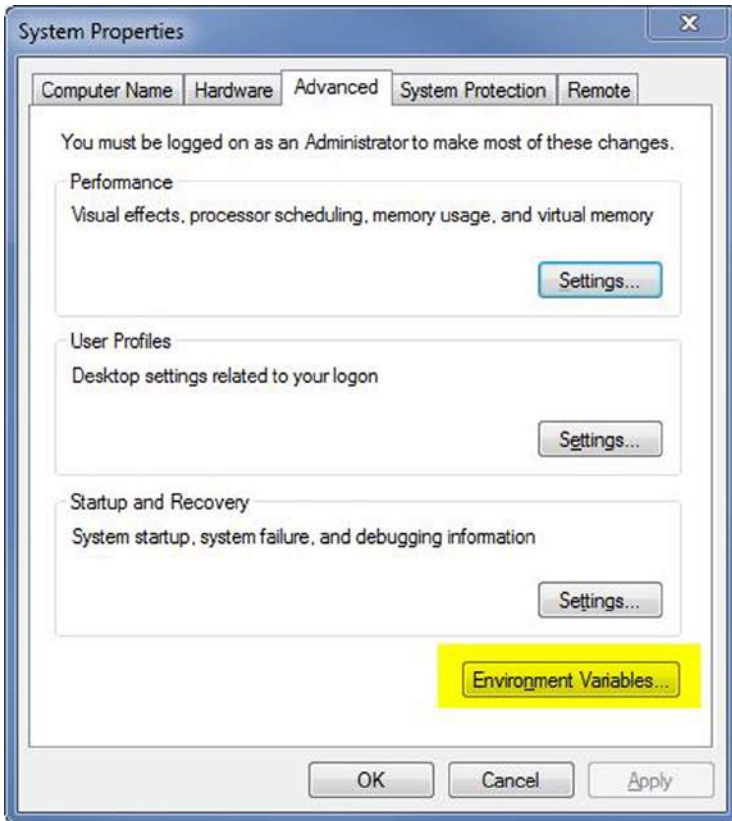 System Properties
Computer Name Hardware Advanced System Protection Remote
You must be logged on as an Administrator to make most of these changes.
Performance
Visual effects, processor scheduling, memory usage, and virtual memory
Settings...
User Profiles
Desktop settings related to your logon
Settings...
Startup and Recovery
System startup, system failure, and debugging information
Settings...
Environment Variables...
OK Cancel Apply